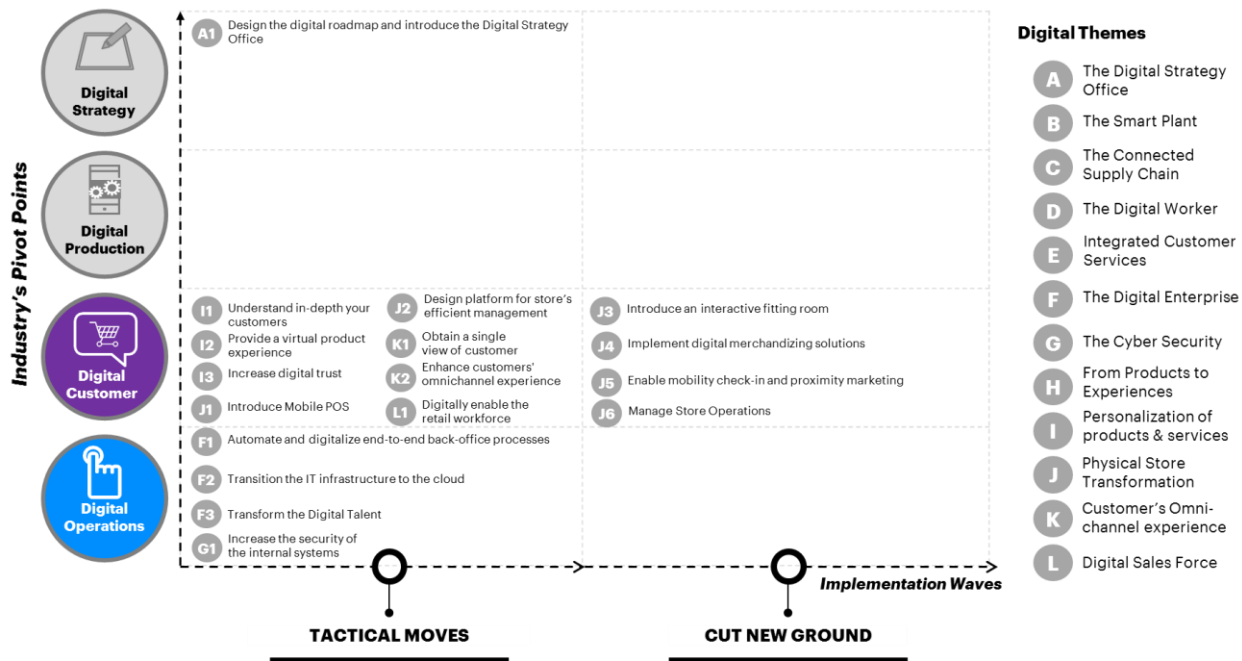 Industry's Pivot Points
Digital
Strategy
A1
Design the digital roadmap and introduce the Digital Strategy
Office
Digital
Production
Digital
Customer
I1
Understand in-depth your
customers
I2
Provide a virtual product
experience
I3
Increase digital trust
J1
Introduce Mobile POS
J2
Design platform for store's
efficient management
K1
Obtain a single
view of customer
K2
Enhance customers'
omnichannel experience
L1
Digitally enable the
retail workforce
J3
Introduce an interactive fitting room
J4
Implement digital merchandizing solutions
J5
Enable mobility check-in and proximity marketing
J6
Manage Store Operations
Digital
Operations
F1
Automate and digitalize end-to-end back-office processes
F2
Transition the IT infrastructure to the cloud
F3
Transform the Digital Talent
G1
Increase the security of
the internal systems
Implementation Waves
TACTICAL MOVES
CUT NEW GROUND
Digital Themes
A
The Digital Strategy
Office
B
The Smart Plant
C
The Connected
Supply Chain
D
The Digital Worker
E
Integrated Customer
Services
F
The Digital Enterprise
G
The Cyber Security
H
From Products to
Experiences
I
Personalization of
products & services
J
Physical Store
Transformation
K
Customer's Omni-
channel experience
L
Digital Sales Force